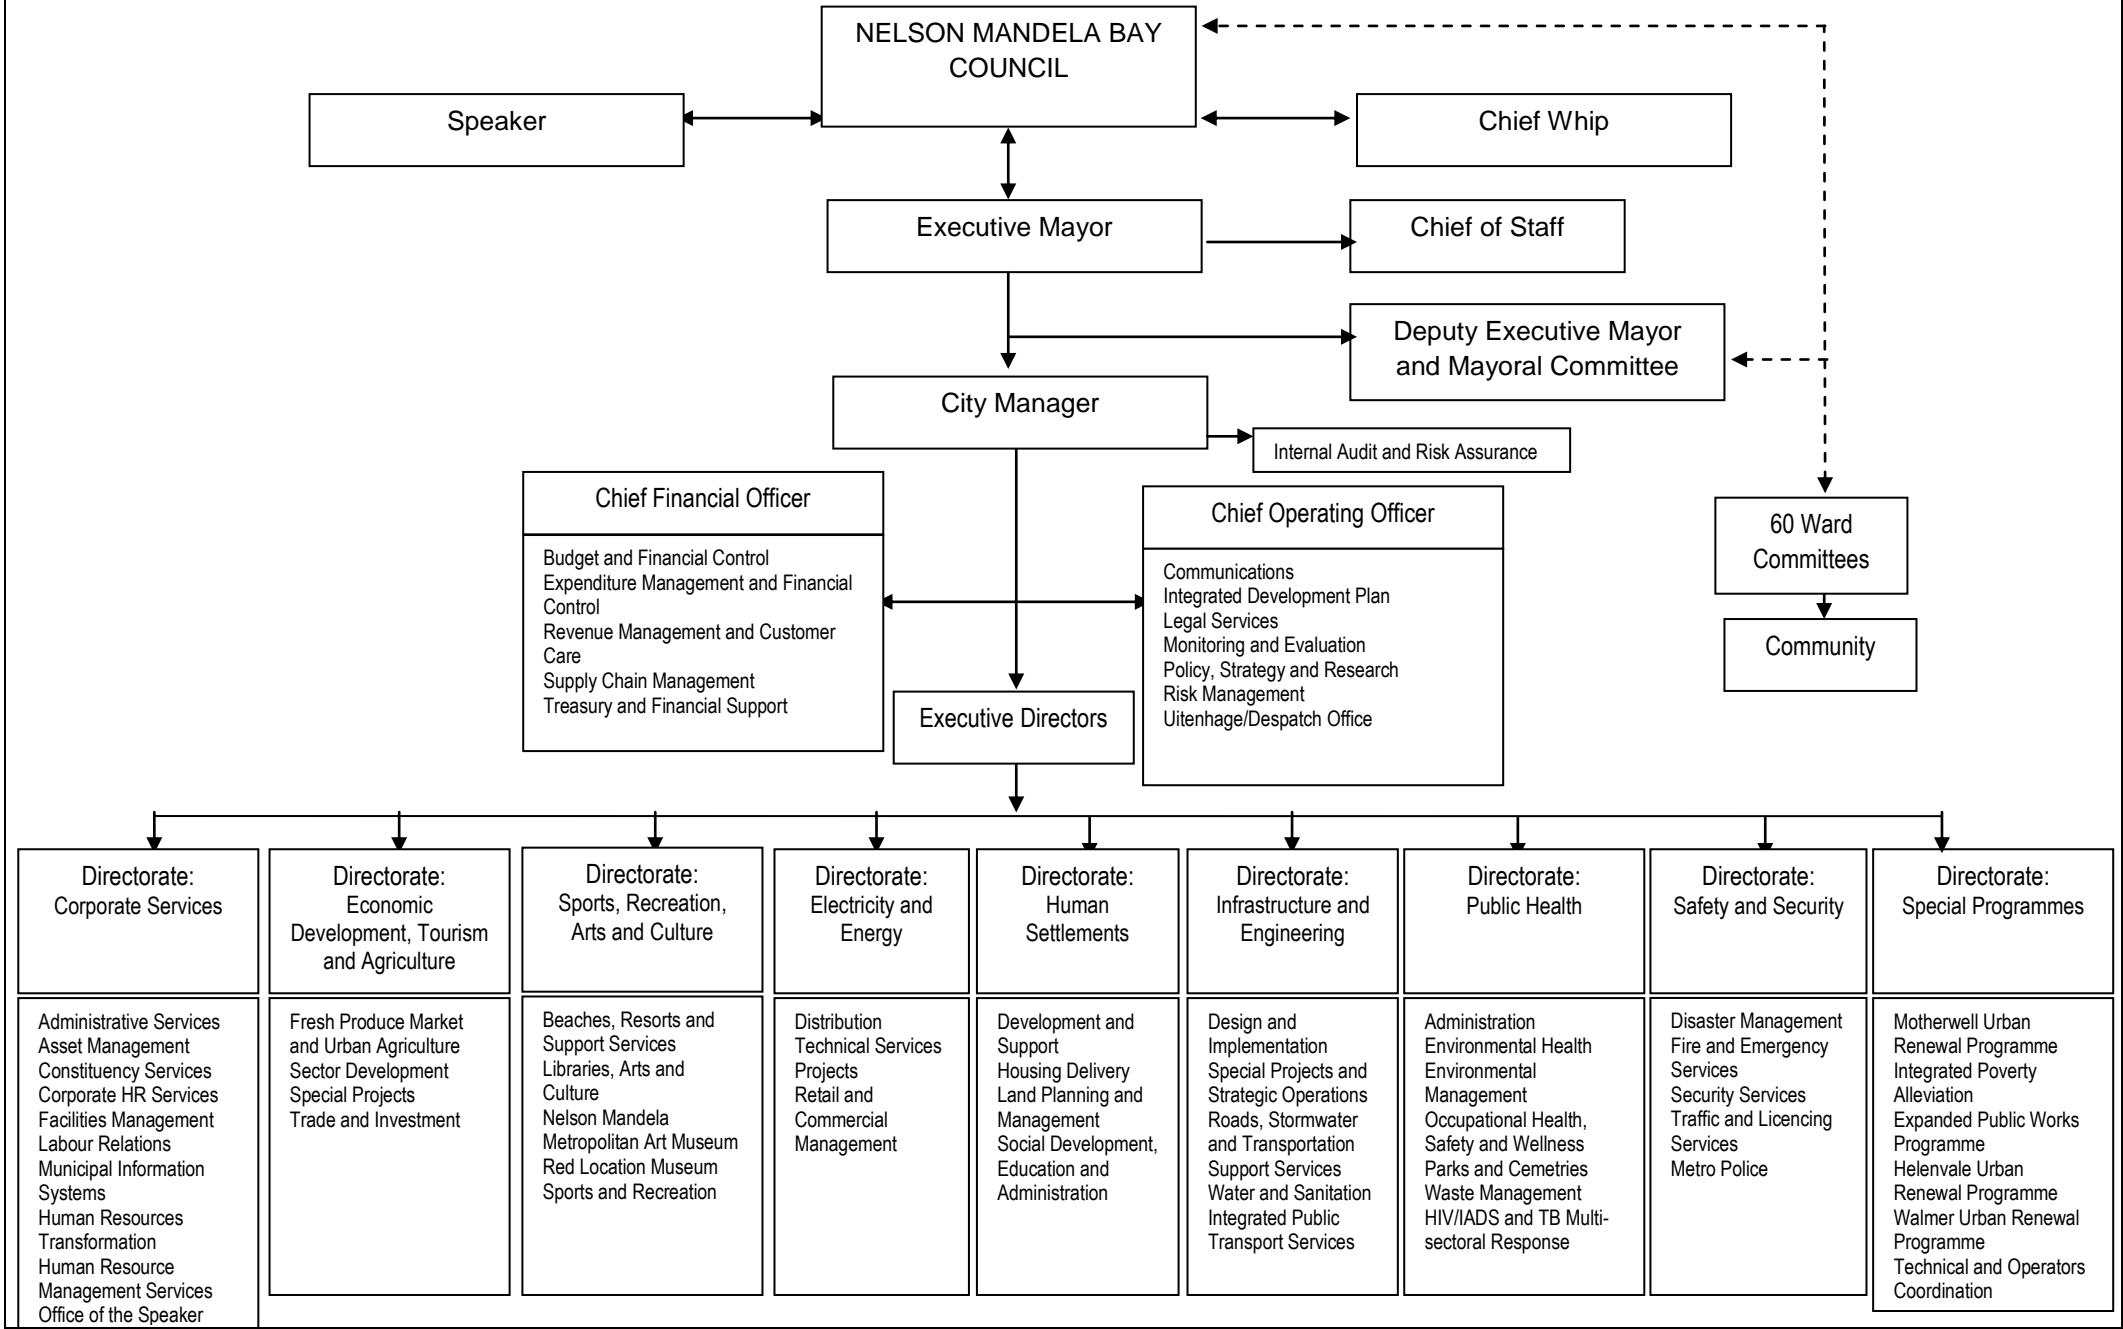 NELSON MANDELA BAY
COUNCIL
Speaker
Chief Whip
Executive Mayor
Chief of Staff
Deputy Executive Mayor
and Mayoral Committee
City Manager
Internal Audit and Risk Assurance
Chief Financial Officer
Budget and Financial Control
Expenditure Management and Financial
Control
Revenue Management and Customer
Care
Supply Chain Management
Treasury and Financial Support
Chief Operating Officer
Communications
Integrated Development Plan
Legal Services
Monitoring and Evaluation
Policy, Strategy and Research
Risk Management
Uitenhage/Despatch Office
60 Ward
Committees
Community
Executive Directors
Directorate:
Corporate Services
Administrative Services
Asset Management
Constituency Services
Corporate HR Services
Facilities Management
Labour Relations
Municipal Information
Systems
Human Resources
Transformation
Human Resource
Management Services
Office of the Speaker
Directorate:
Economic
Development, Tourism
and Agriculture
Fresh Produce Market
and Urban Agriculture
Sector Development
Special Projects
Trade and Investment
Directorate:
Sports, Recreation,
Arts and Culture
Beaches, Resorts and
Support Services
Libraries, Arts and
Culture
Nelson Mandela
Metropolitan Art Museum
Red Location Museum
Sports and Recreation
Directorate:
Electricity and
Energy
Distribution
Technical Services
Projects
Retail and
Commercial
Management
Directorate:
Human
Settlements
Development and
Support
Housing Delivery
Land Planning and
Management
Social Development,
Education and
Administration
Directorate:
Infrastructure and
Engineering
Design and
Implementation
Special Projects and
Strategic Operations
Roads, Stormwater
and Transportation
Support Services
Water and Sanitation
Integrated Public
Transport Services
Directorate:
Public Health
Administration
Environmental Health
Environmental
Management
Occupational Health,
Safety and Wellness
Parks and Cemetries
Waste Management
HIV/IADS and TB Multi-
sectoral Response
Directorate:
Safety and Security
Disaster Management
Fire and Emergency
Services
Security Services
Traffic and Licencing
Services
Metro Police
Directorate:
Special Programmes
Motherwell Urban
Renewal Programme
Integrated Poverty
Alleviation
Expanded Public Works
Programme
Helenvale Urban
Renewal Programme
Walmer Urban Renewal
Programme
Technical and Operators
Coordination